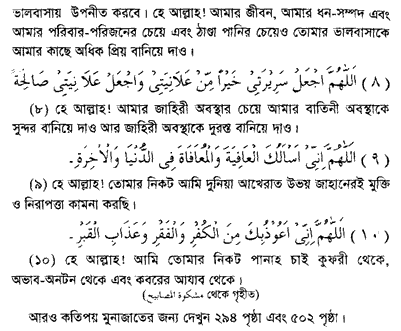 ভালবাসায় উপনীত করবে। হে আল্লাহ! আমার জীবন, আমার ধন-সম্পদ এবং
আমার পরিবার-পরিজনের চেয়ে এবং ঠাণ্ডা পানির চেয়েও তোমার ভালবাসাকে
আমার কাছে অধিক প্রিয় বানিয়ে দাও।
(٨) اَللّٰهُمَّ اجْعَلْ سَرِيْرَتِىْ خَيْرًا مِّنْ عَلَانِيَتِىْ وَاجْعَلْ عَلَانِيَتِىْ صَالِحَةً
(৮) হে আল্লাহ! আমার জাহিরী অবস্থার চেয়ে আমার বাতিনী অবস্থাকে
সুন্দর বানিয়ে দাও আর জাহিরী অবস্থাকে দুরস্ত বানিয়ে দাও।
(٩) اَللّٰهُمَّ اِنِّىْ اَسْاَلُكَ الْعَافِيَةَ وَالْمُعَافَاةَ فِى الدُّنْيَا وَالْاٰخِرَةِ۔
(৯) হে আল্লাহ! তোমার নিকট আমি দুনিয়া আখেরাত উভয় জাহানেরই মুক্তি
ও নিরাপত্তা কামনা করছি।
(١٠) اَللّٰهُمَّ اِنِّىْ اَعُوْذُبِكَ مِنَ الْكُفْرِ وَالْفَقْرِ وَعَذَابِ الْقَبْرِ۔
(১০) হে আল্লাহ! আমি তোমার নিকট পানাহ চাই কুফরী থেকে,
অভাব-অনটন থেকে এবং কবরের আযাব থেকে।
(مشكوة المصابيح থেকে গৃহীত)
আরও কতিপয় মুনাজাতের জন্য দেখুন ২৯৪ পৃষ্ঠা এবং ৫০২ পৃষ্ঠা।